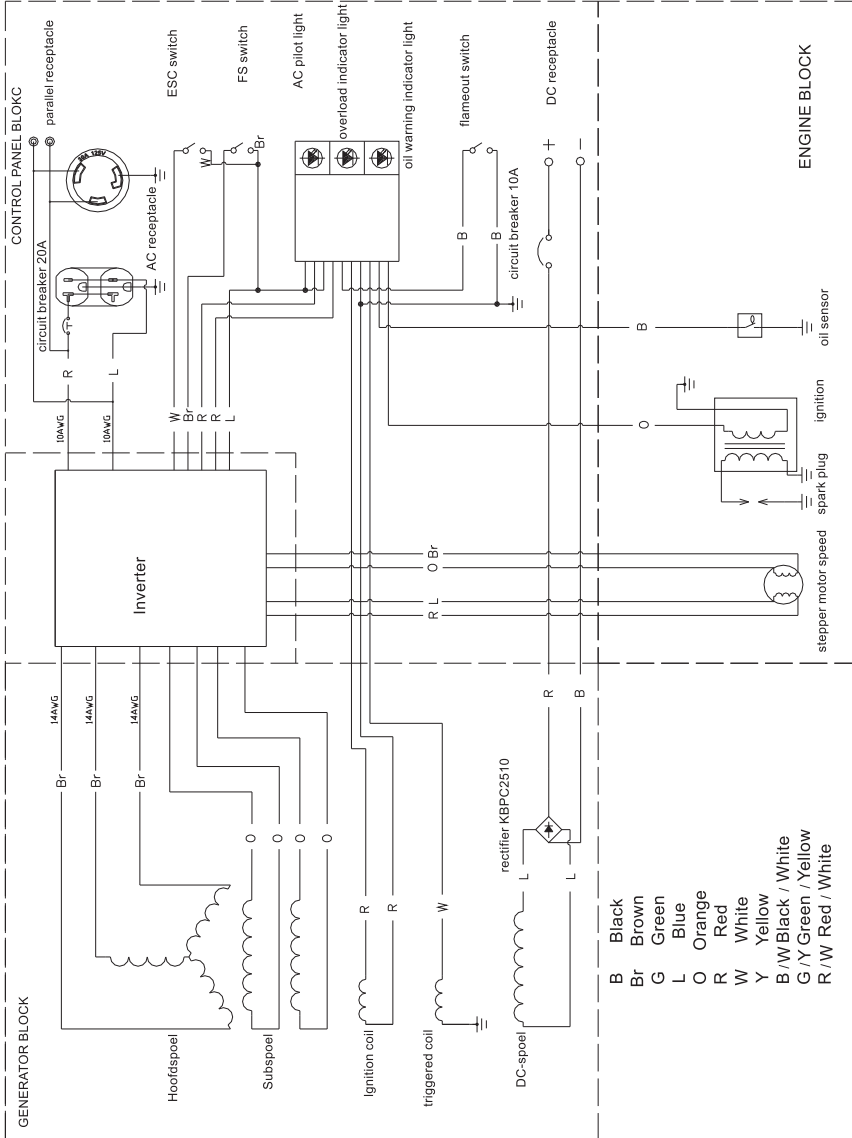 CONTROL PANEL BLOKC
parallel receptacle
30A 125V
AC receptacle
circuit breaker 20A
ESC switch
FS switch
AC pilot light
overload indicator light
oil warning indicator light
flameout switch
DC receptacle
circuit breaker 10A
+
–
W
Br
B
B
R
L
10AWG
10AWG
W
Br
R
R
L
ENGINE BLOCK
B
oil sensor
O
ignition
spark plug
stepper motor speed
O Br
R L
Inverter
GENERATOR BLOCK
14AWG
14AWG
14AWG
Br
Br
Br
Hoofdspoel
O
O
O
O
Subspoel
R
R
Ignition coil
W
triggered coil
R
B
rectifier KBPC2510
L
L
DC-spoel
B Black
Br Brown
G Green
L Blue
O Orange
R Red
W White
Y Yellow
B/W Black / White
G/Y Green / Yellow
R/W Red / White